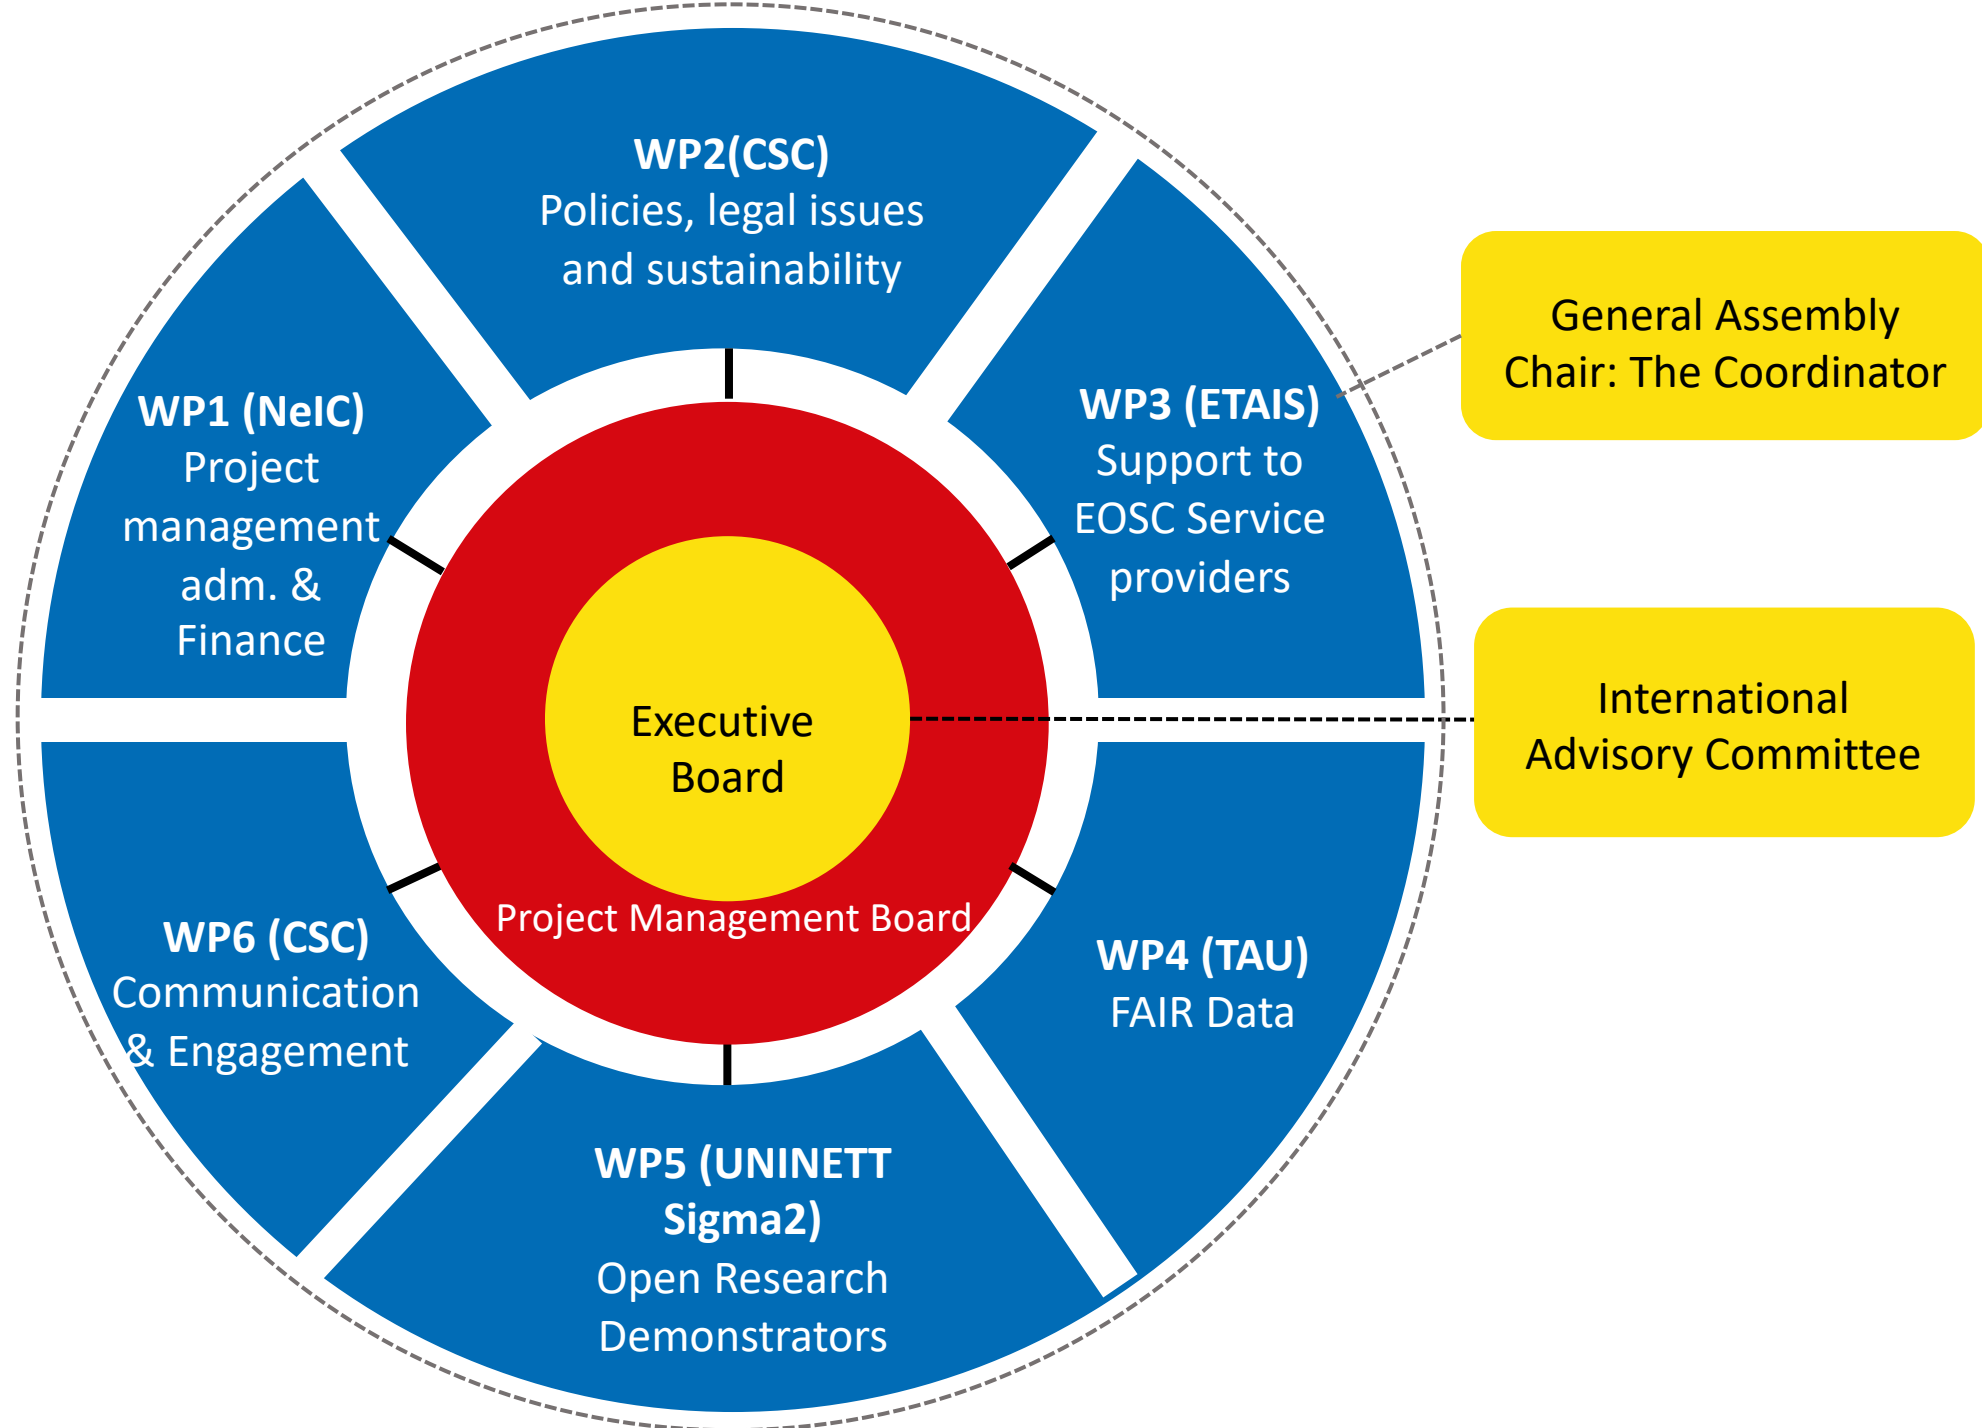 WP2(CSC)
Policies, legal issues
and sustainability
WP1 (NeIC)
Project
management
adm. &
Finance
WP3 (ETAIS)
Support to
EOSC Service
providers
General Assembly
Chair: The Coordinator
International
Advisory Committee
Executive
Board
Project Management Board
WP6 (CSC)
Communication
& Engagement
WP4 (TAU)
FAIR Data
WP5 (UNINETT
Sigma2)
Open Research
Demonstrators